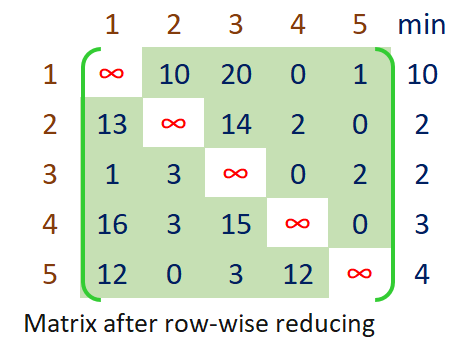 1 2 3 4 5 min
1 ∞ 10 20 0 1 10
2 13 ∞ 14 2 0 2
3 1 3 ∞ 0 2 2
4 16 3 15 ∞ 0 3
5 12 0 3 12 ∞ 4
Matrix after row-wise reducing